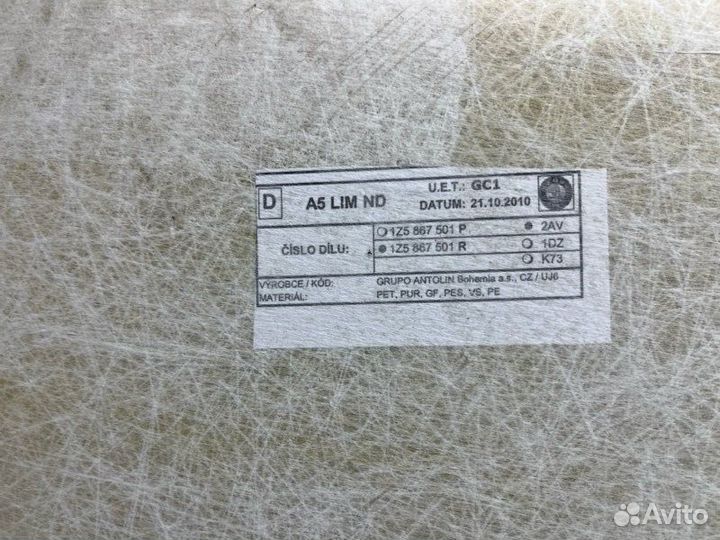 D A5 LIM ND U.E.T.: GC1
DATUM: 21.10.2010
ČÍSLO DÍLU: 1Z5 867 501 P 2AV
1Z5 867 501 R 1DZ
K73
VÝROBCE / KÓD: GRUPO ANTOLIN Bohemia a.s., CZ / UJ6
MATERIÁL: PET, PUR, GF, PES, VS, PE
Avito